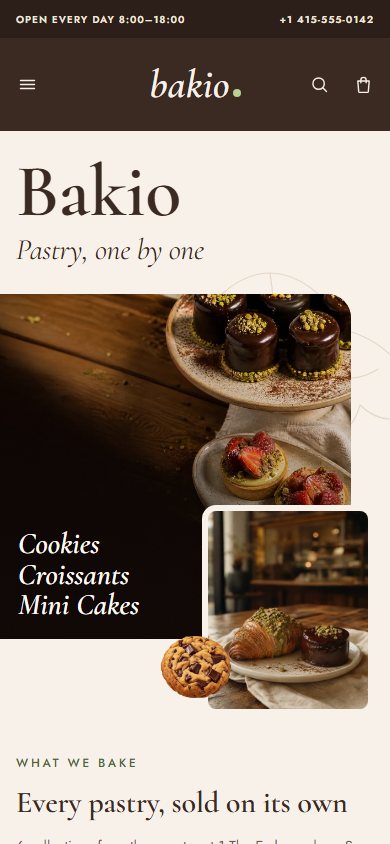 OPEN EVERY DAY 8:00–18:00
+1 415-555-0142
bakio.
Bakio
Pastry, one by one
Cookies
Croissants
Mini Cakes
WHAT WE BAKE
Every pastry, sold on its own